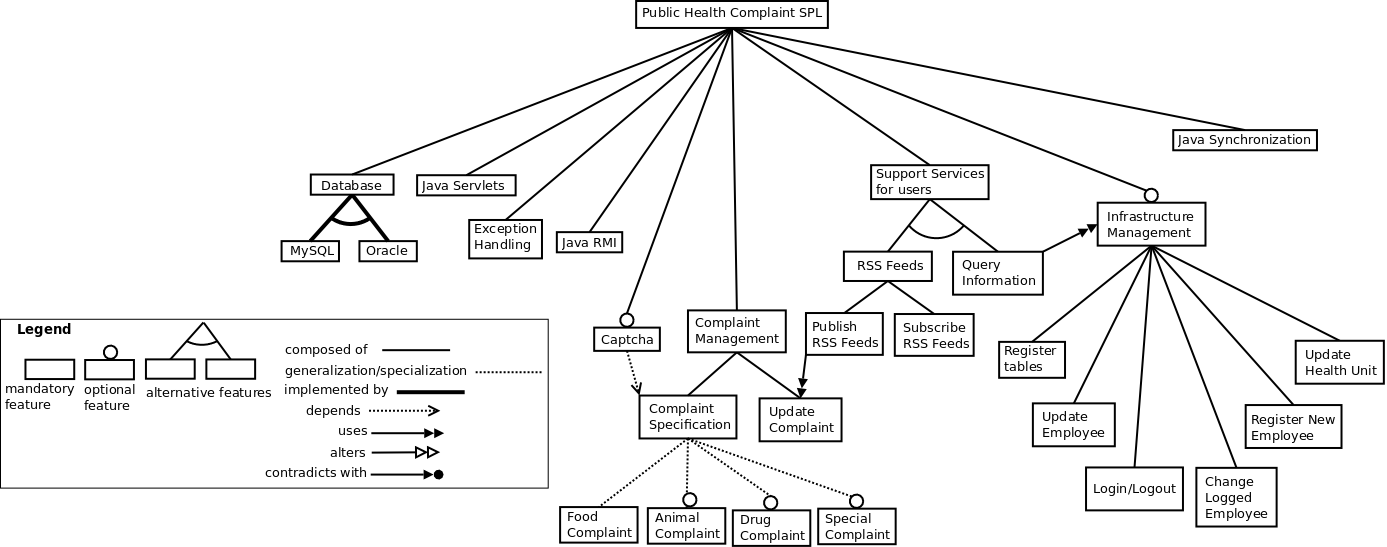 Public Health Complaint SPL
Java Synchronization
Support Services
for users
Database
Java Servlets
Infrastructure
Management
Exception
Handling
Java RMI
MySQL
Oracle
RSS Feeds
Query
Information
Captcha
Complaint
Management
Publish
RSS Feeds
Subscribe
RSS Feeds
Register
tables
Update
Health Unit
Complaint
Specification
Update
Complaint
Update
Employee
Register New
Employee
Login/Logout
Change
Logged
Employee
Food
Complaint
Animal
Complaint
Drug
Complaint
Special
Complaint
Legend
mandatory
feature
optional
feature
alternative features
composed of
generalization/specialization
implemented by
depends
uses
alters
contradicts with